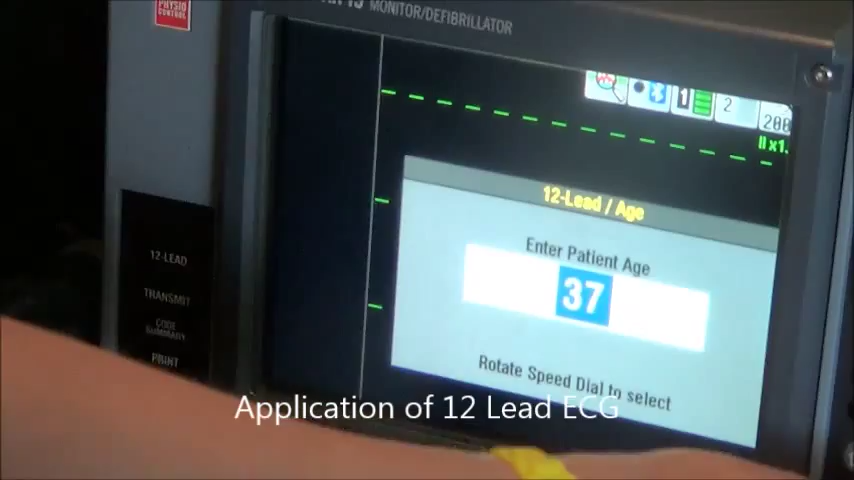 PHYSIO
CONTROL
MONITOR/DEFIBRILLATOR
1
2
200
II x1.
12-Lead / Age
Enter Patient Age
37
Rotate Speed Dial to select
12-LEAD
TRANSMIT
CODE
SUMMARY
PRINT
Application of 12 Lead ECG